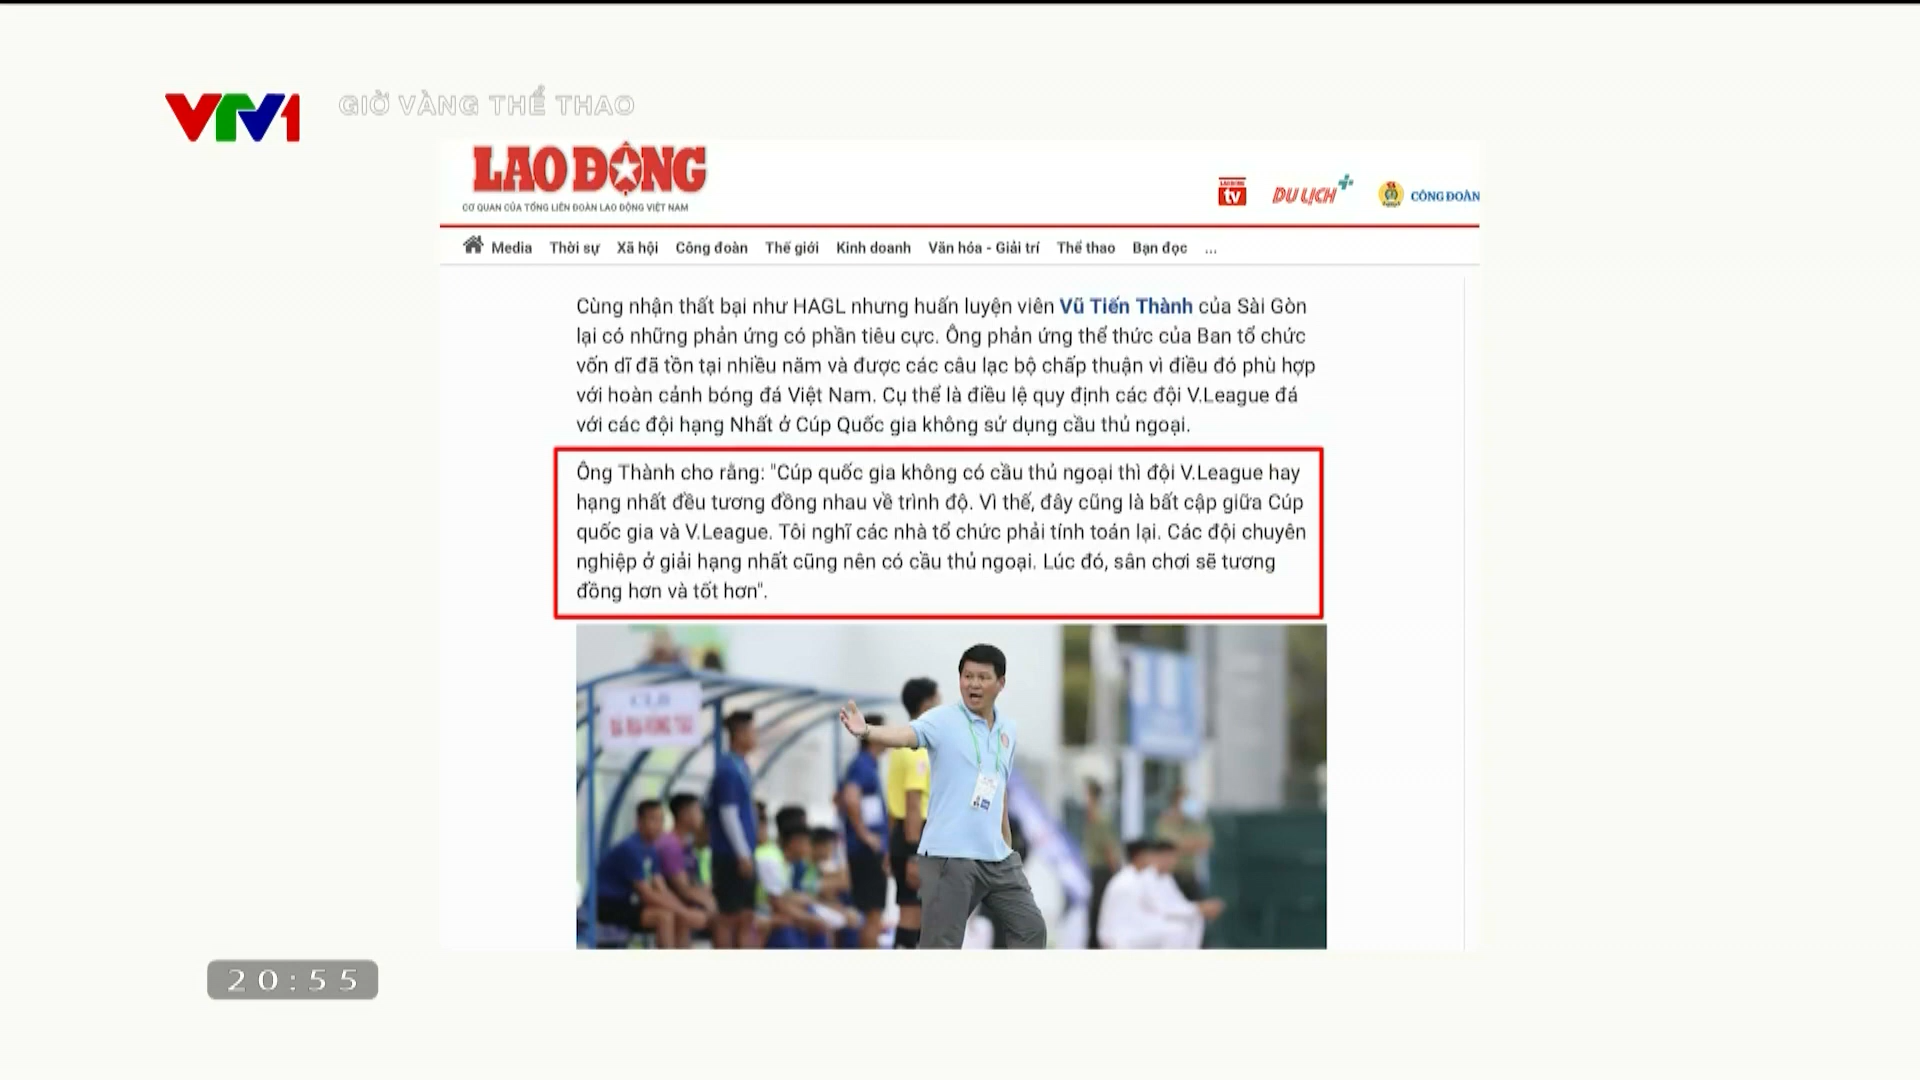 VTV1
GIỜ VÀNG THỂ THAO
LAO ĐỘNG
CƠ QUAN CỦA TỔNG LIÊN ĐOÀN LAO ĐỘNG VIỆT NAM
LAO ĐỘNG tv
DU LỊCH+
CÔNG ĐOÀN
Media Thời sự Xã hội Công đoàn Thế giới Kinh doanh Văn hóa - Giải trí Thể thao Bạn đọc ...
Cùng nhận thất bại như HAGL nhưng huấn luyện viên Vũ Tiến Thành của Sài Gòn
lại có những phản ứng có phần tiêu cực. Ông phản ứng thể thức của Ban tổ chức
vốn dĩ đã tồn tại nhiều năm và được các câu lạc bộ chấp thuận vì điều đó phù hợp
với hoàn cảnh bóng đá Việt Nam. Cụ thể là điều lệ quy định các đội V.League đá
với các đội hạng Nhất ở Cúp Quốc gia không sử dụng cầu thủ ngoại.
Ông Thành cho rằng: "Cúp quốc gia không có cầu thủ ngoại thì đội V.League hay
hạng nhất đều tương đồng nhau về trình độ. Vì thế, đây cũng là bất cập giữa Cúp
quốc gia và V.League. Tôi nghĩ các nhà tổ chức phải tính toán lại. Các đội chuyên
nghiệp ở giải hạng nhất cũng nên có cầu thủ ngoại. Lúc đó, sân chơi sẽ tương
đồng hơn và tốt hơn".
CLB
BÀ RỊA VŨNG TÀU
20:55